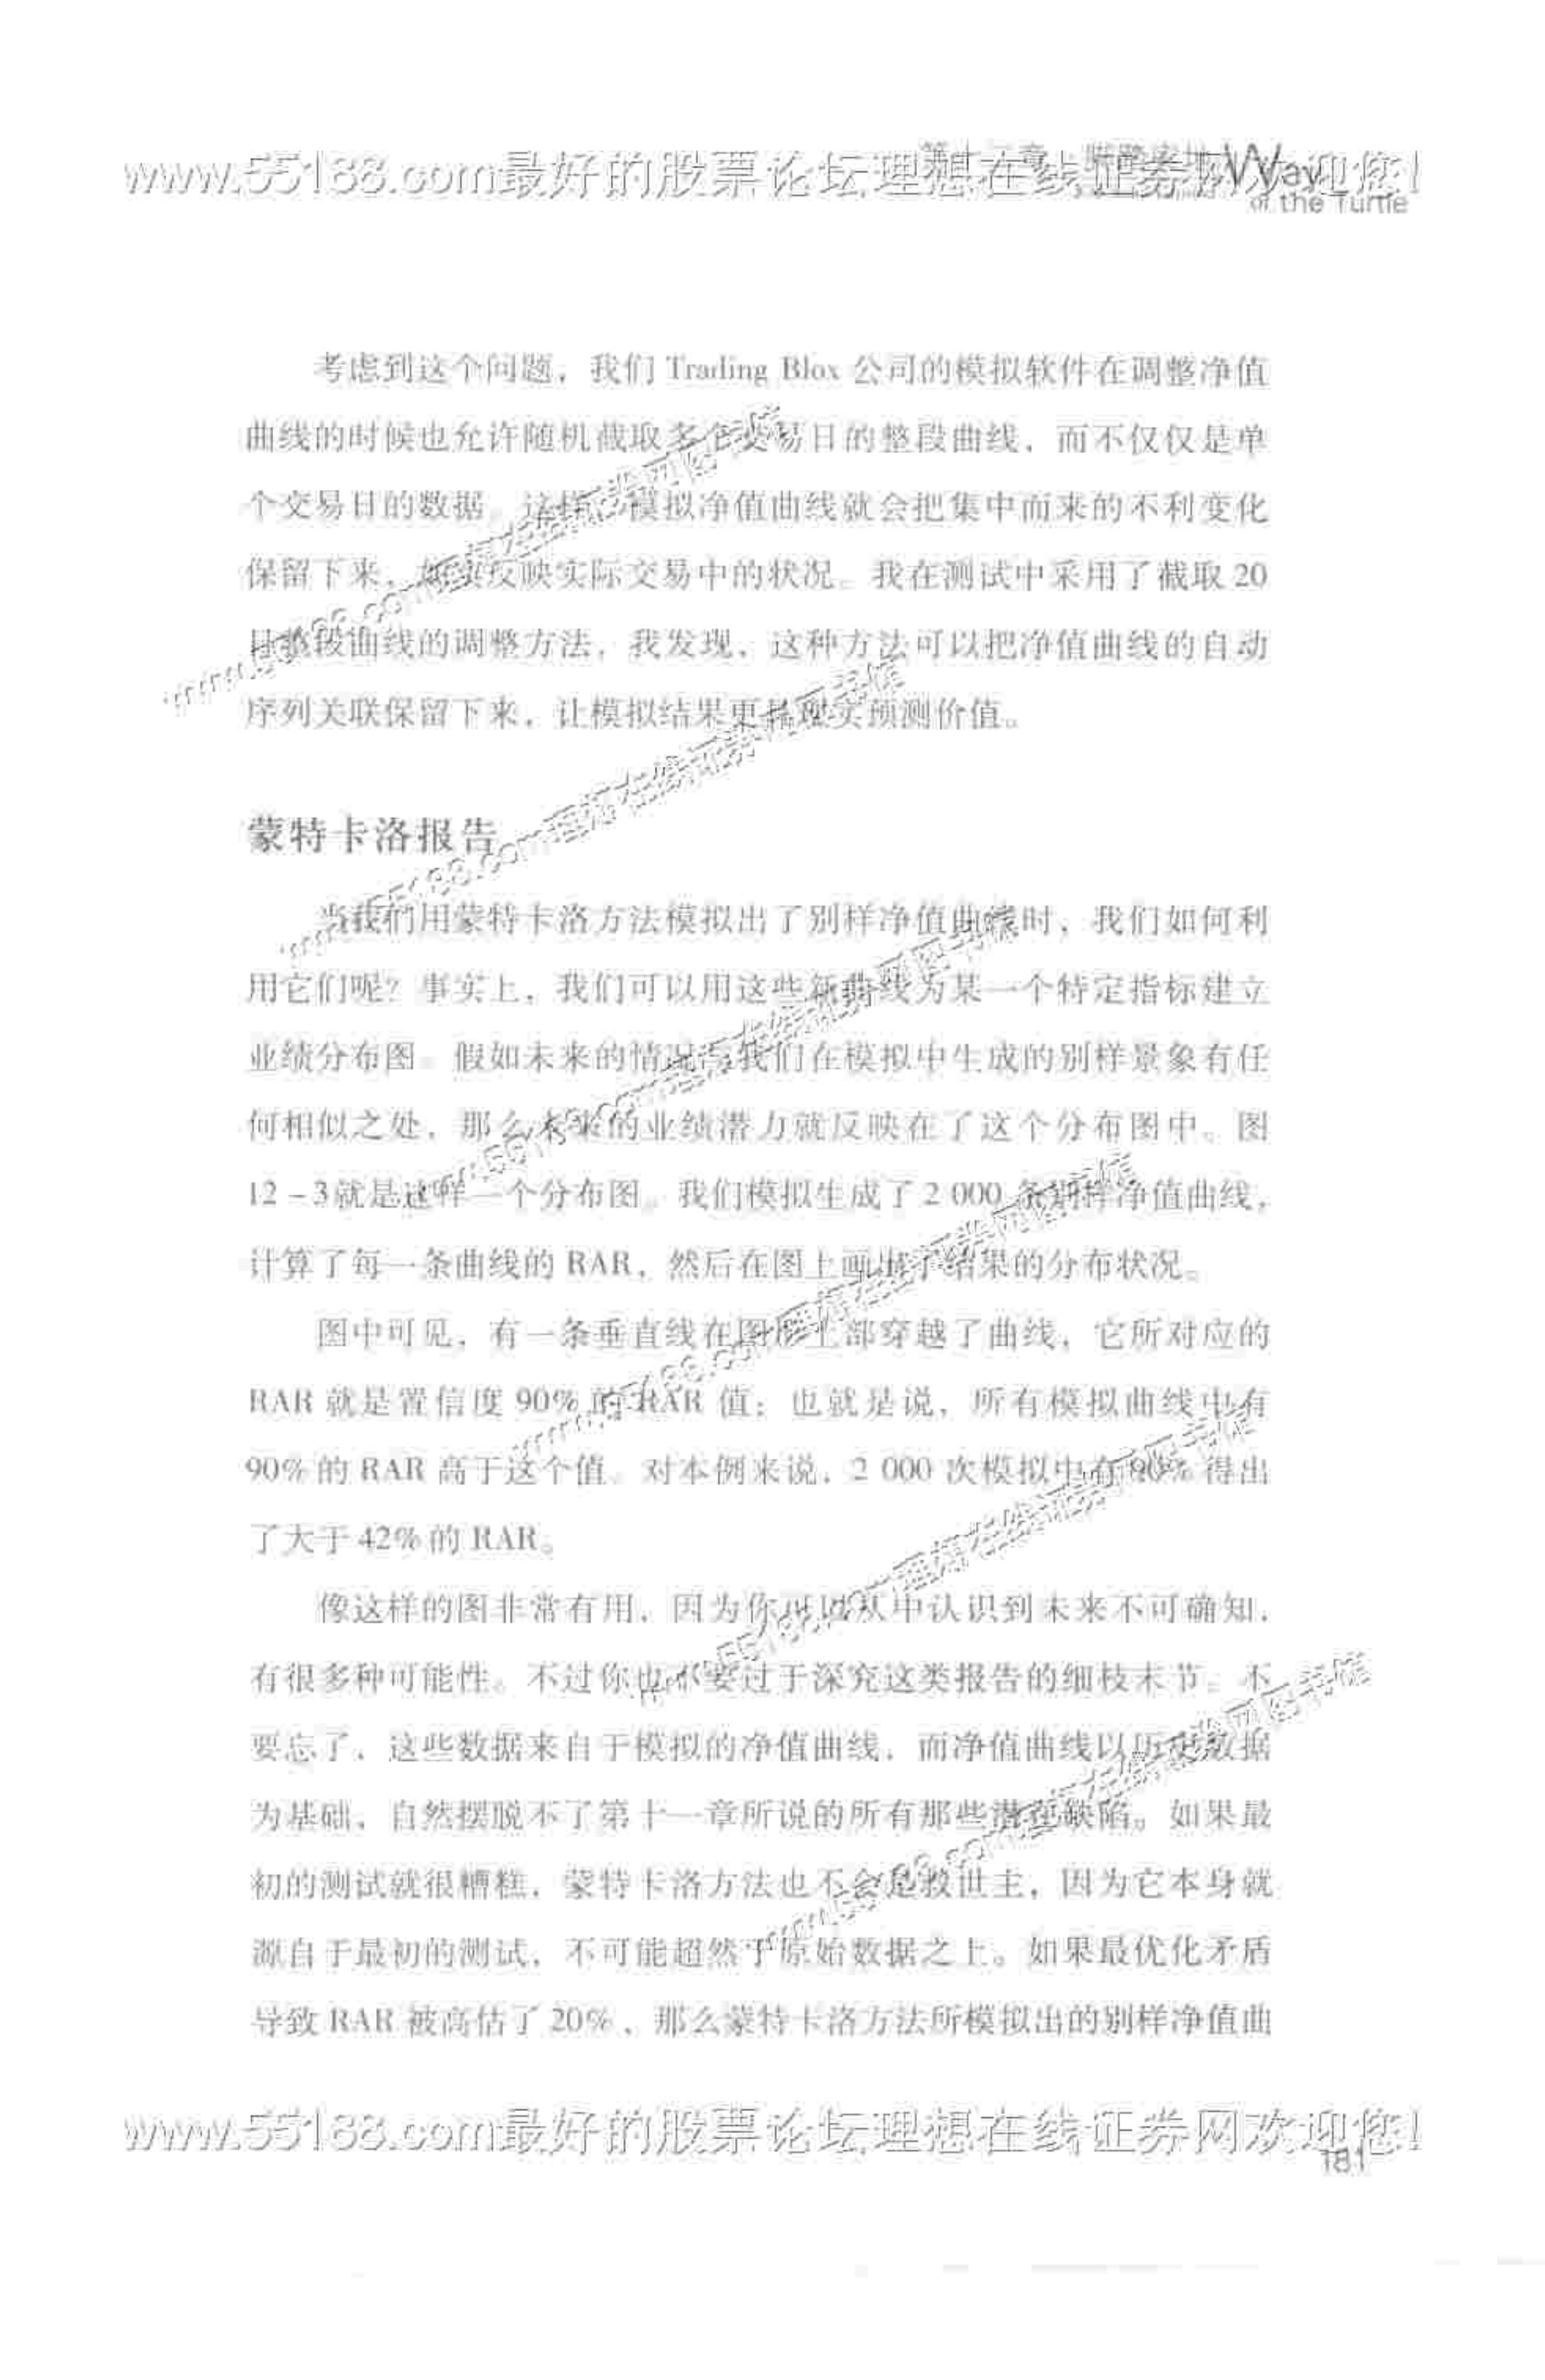 www.55188.com最好的股票论坛理想在线证券网欢迎您!
Way
of the Turtle
考虑到这个问题，我们 Trading Blox 公司的模拟软件在调整净值
曲线的时候也允许随机截取多个交易日的整段曲线，而不仅仅是单
个交易日的数据。这样，模拟净值曲线就会把集中而来的不利变化
保留下来，如实反映实际交易中的状况。我在测试中采用了截取 20
日整段曲线的调整方法，我发现，这种方法可以把净值曲线的自动
序列关联保留下来，让模拟结果更具现实预测价值。
蒙特卡洛报告
当我们用蒙特卡洛方法模拟出了别样净值曲线时，我们如何利
用它们呢？事实上，我们可以用这些新曲线为某一个特定指标建立
业绩分布图。假如未来的情况与我们在模拟中生成的别样景象有任
何相似之处，那么未来的业绩潜力就反映在了这个分布图中。图
12－3就是这样一个分布图。我们模拟生成了 2 000 条别样净值曲线，
计算了每一条曲线的 RAR，然后在图上画出了结果的分布状况。
图中可见，有一条垂直线在图形上部穿越了曲线，它所对应的
RAR 就是置信度 90% 的 RAR 值；也就是说，所有模拟曲线中有
90% 的 RAR 高于这个值。对本例来说，2 000 次模拟中有 90% 得出
了大于 42% 的 RAR。
像这样的图非常有用，因为你可以从中认识到未来不可确知，
有很多种可能性。不过你也不要过于深究这类报告的细枝末节。不
要忘了，这些数据来自于模拟的净值曲线，而净值曲线以历史数据
为基础，自然摆脱不了第十一章所说的所有那些潜在缺陷。如果最
初的测试就很糟糕，蒙特卡洛方法也不会是救世主，因为它本身就
源自于最初的测试，不可能超然于原始数据之上。如果最优化矛盾
导致 RAR 被高估了 20%，那么蒙特卡洛方法所模拟出的别样净值曲
www.55188.com最好的股票论坛理想在线证券网欢迎您!
181